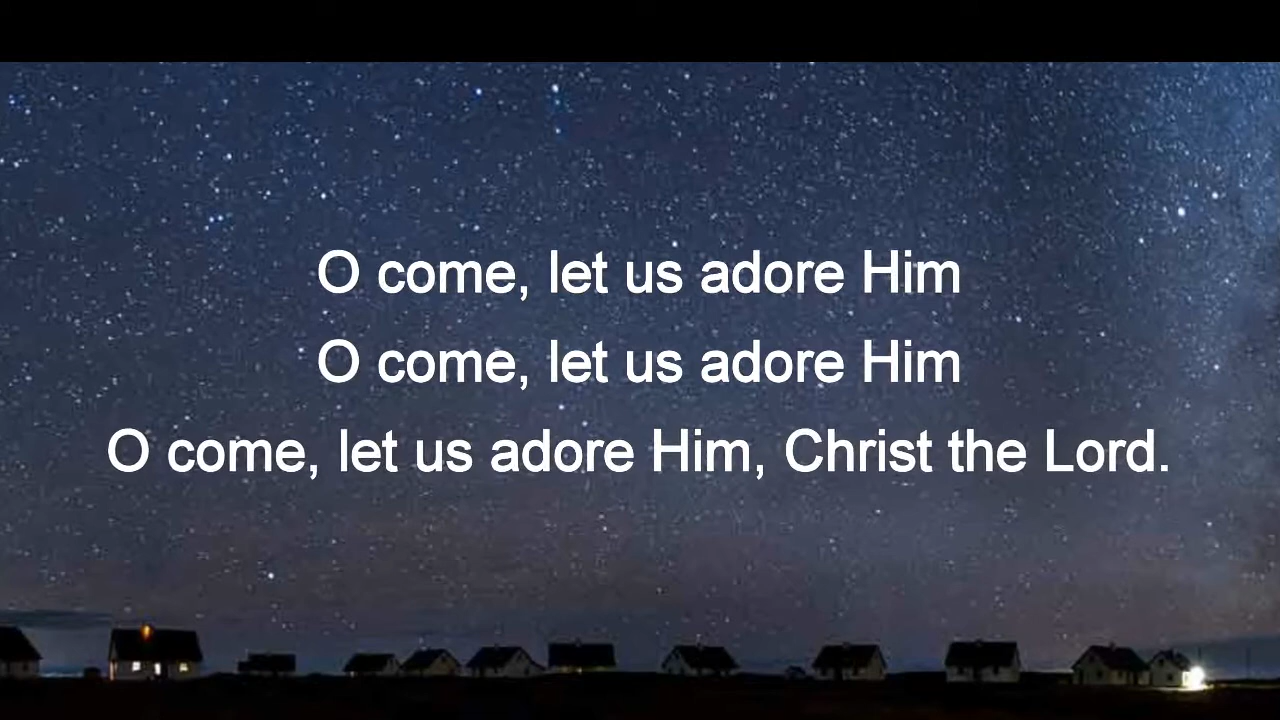 O come, let us adore Him
O come, let us adore Him
O come, let us adore Him, Christ the Lord.